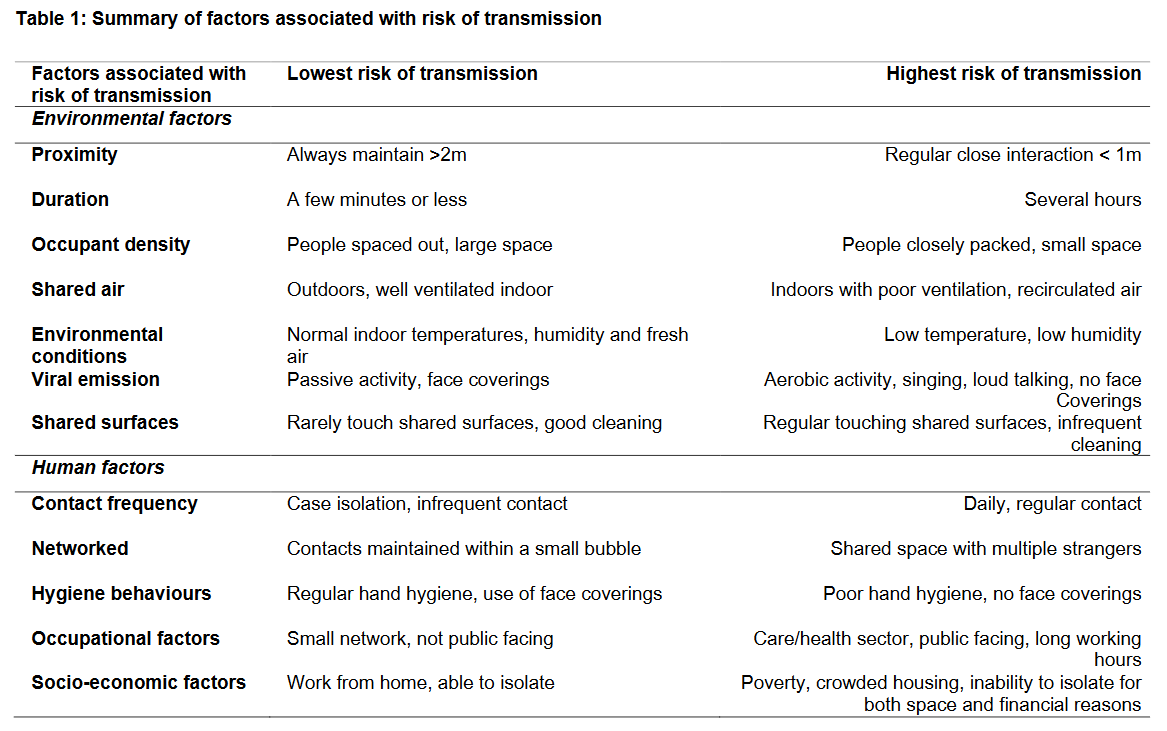 Table 1: Summary of factors associated with risk of transmission
Factors associated with risk of transmission Lowest risk of transmission Highest risk of transmission
Environmental factors
Proximity Always maintain >2m Regular close interaction < 1m
Duration A few minutes or less Several hours
Occupant density People spaced out, large space People closely packed, small space
Shared air Outdoors, well ventilated indoor Indoors with poor ventilation, recirculated air
Environmental conditions Normal indoor temperatures, humidity and fresh air Low temperature, low humidity
Viral emission Passive activity, face coverings Aerobic activity, singing, loud talking, no face Coverings
Shared surfaces Rarely touch shared surfaces, good cleaning Regular touching shared surfaces, infrequent cleaning
Human factors
Contact frequency Case isolation, infrequent contact Daily, regular contact
Networked Contacts maintained within a small bubble Shared space with multiple strangers
Hygiene behaviours Regular hand hygiene, use of face coverings Poor hand hygiene, no face coverings
Occupational factors Small network, not public facing Care/health sector, public facing, long working hours
Socio-economic factors Work from home, able to isolate Poverty, crowded housing, inability to isolate for both space and financial reasons